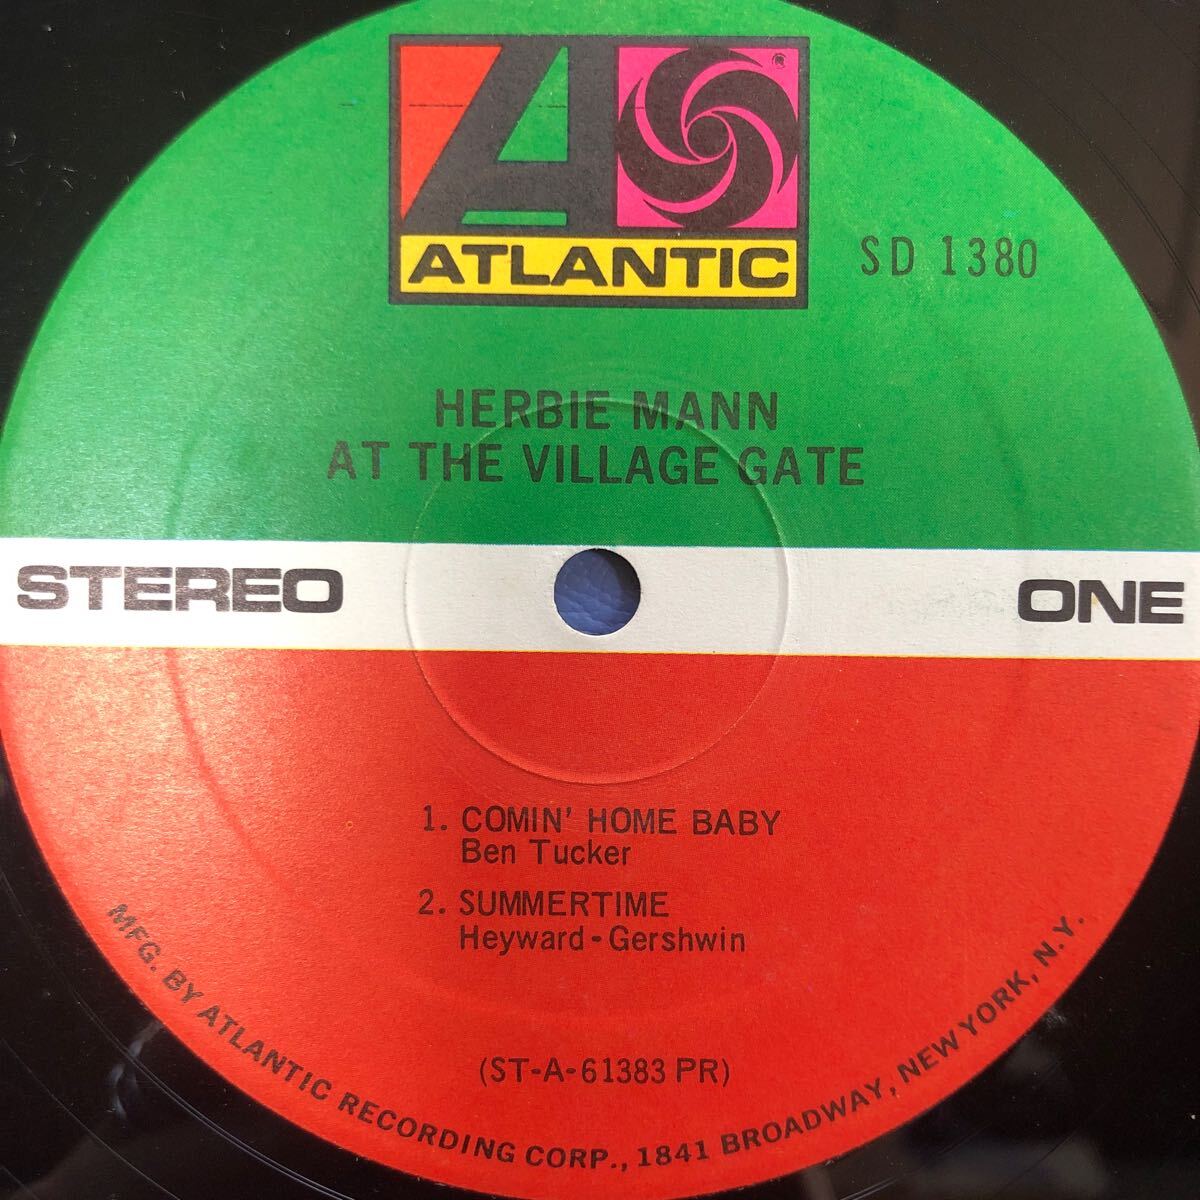 A
®
ATLANTIC
SD 1380
HERBIE MANN
AT THE VILLAGE GATE
STEREO
ONE
1. COMIN' HOME BABY
Ben Tucker
2. SUMMERTIME
Heyward-Gershwin
(ST-A-61383 PR)
MFG. BY ATLANTIC RECORDING CORP., 1841 BROADWAY, NEW YORK, N.Y.